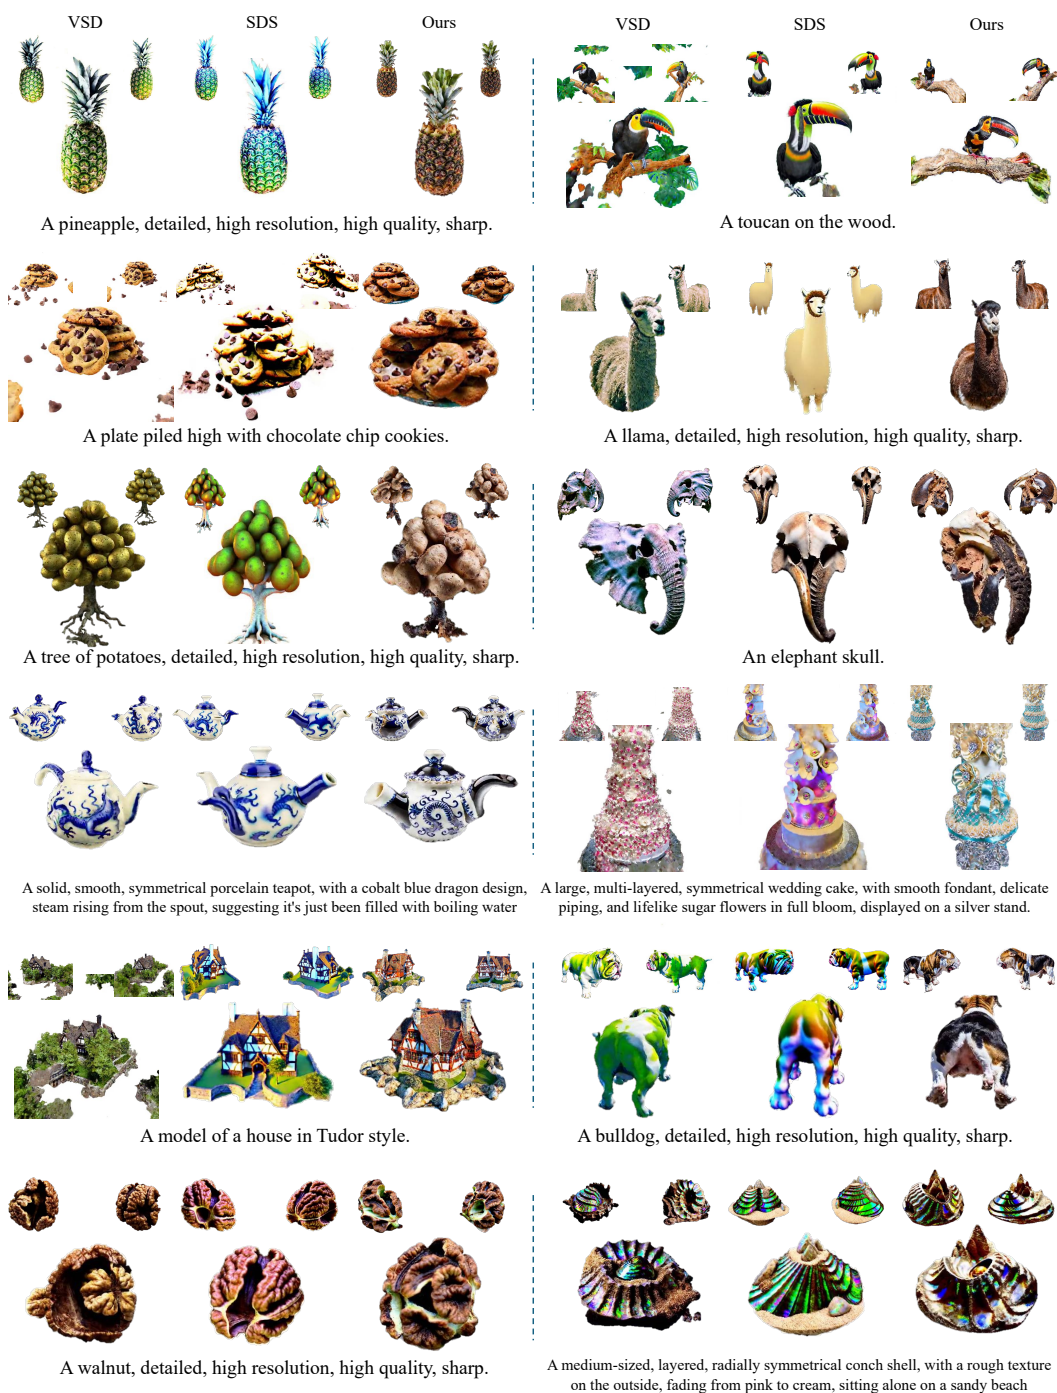 VSD SDS Ours VSD SDS Ours
A pineapple, detailed, high resolution, high quality, sharp.
A toucan on the wood.
A plate piled high with chocolate chip cookies.
A llama, detailed, high resolution, high quality, sharp.
A tree of potatoes, detailed, high resolution, high quality, sharp.
An elephant skull.
A solid, smooth, symmetrical porcelain teapot, with a cobalt blue dragon design,
steam rising from the spout, suggesting it's just been filled with boiling water
A large, multi-layered, symmetrical wedding cake, with smooth fondant, delicate
piping, and lifelike sugar flowers in full bloom, displayed on a silver stand.
A model of a house in Tudor style.
A bulldog, detailed, high resolution, high quality, sharp.
A walnut, detailed, high resolution, high quality, sharp.
A medium-sized, layered, radially symmetrical conch shell, with a rough texture
on the outside, fading from pink to cream, sitting alone on a sandy beach